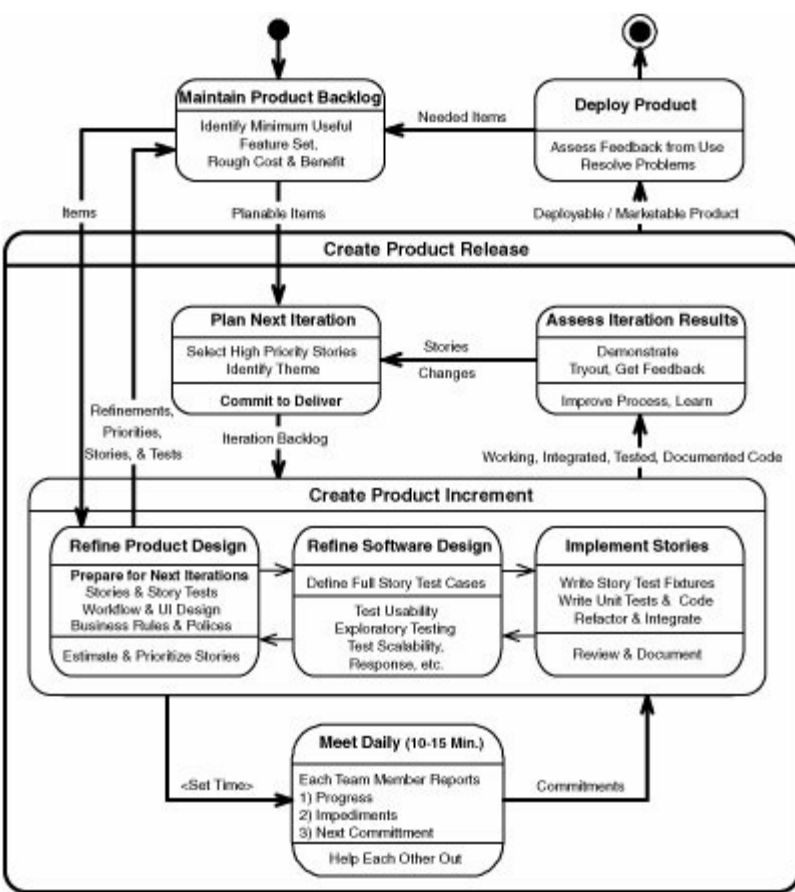 Maintain Product Backlog
Identify Minimum Useful
Feature Set,
Rough Cost & Benefit
Deploy Product
Assess Feedback from Use
Resolve Problems
Needed Items
Items
Planable Items
Deployable / Marketable Product
Create Product Release
Plan Next Iteration
Select High Priority Stories
Identify Theme
Commit to Deliver
Stories
Changes
Assess Iteration Results
Demonstrate
Tryout, Get Feedback
Improve Process, Learn
Refinements,
Priorities,
Stories, & Tests
Iteration Backlog
Working, Integrated, Tested, Documented Code
Create Product Increment
Refine Product Design
Prepare for Next Iterations
Stories & Story Tests
Workflow & UI Design
Business Rules & Polices
Estimate & Prioritize Stories
Refine Software Design
Define Full Story Test Cases
Test Usability
Exploratory Testing
Test Scalability,
Response, etc.
Implement Stories
Write Story Test Fixtures
Write Unit Tests & Code
Refactor & Integrate
Review & Document
<Set Time>
Meet Daily (10-15 Min.)
Each Team Member Reports
1) Progress
2) Impediments
3) Next Committment
Help Each Other Out
Commitments